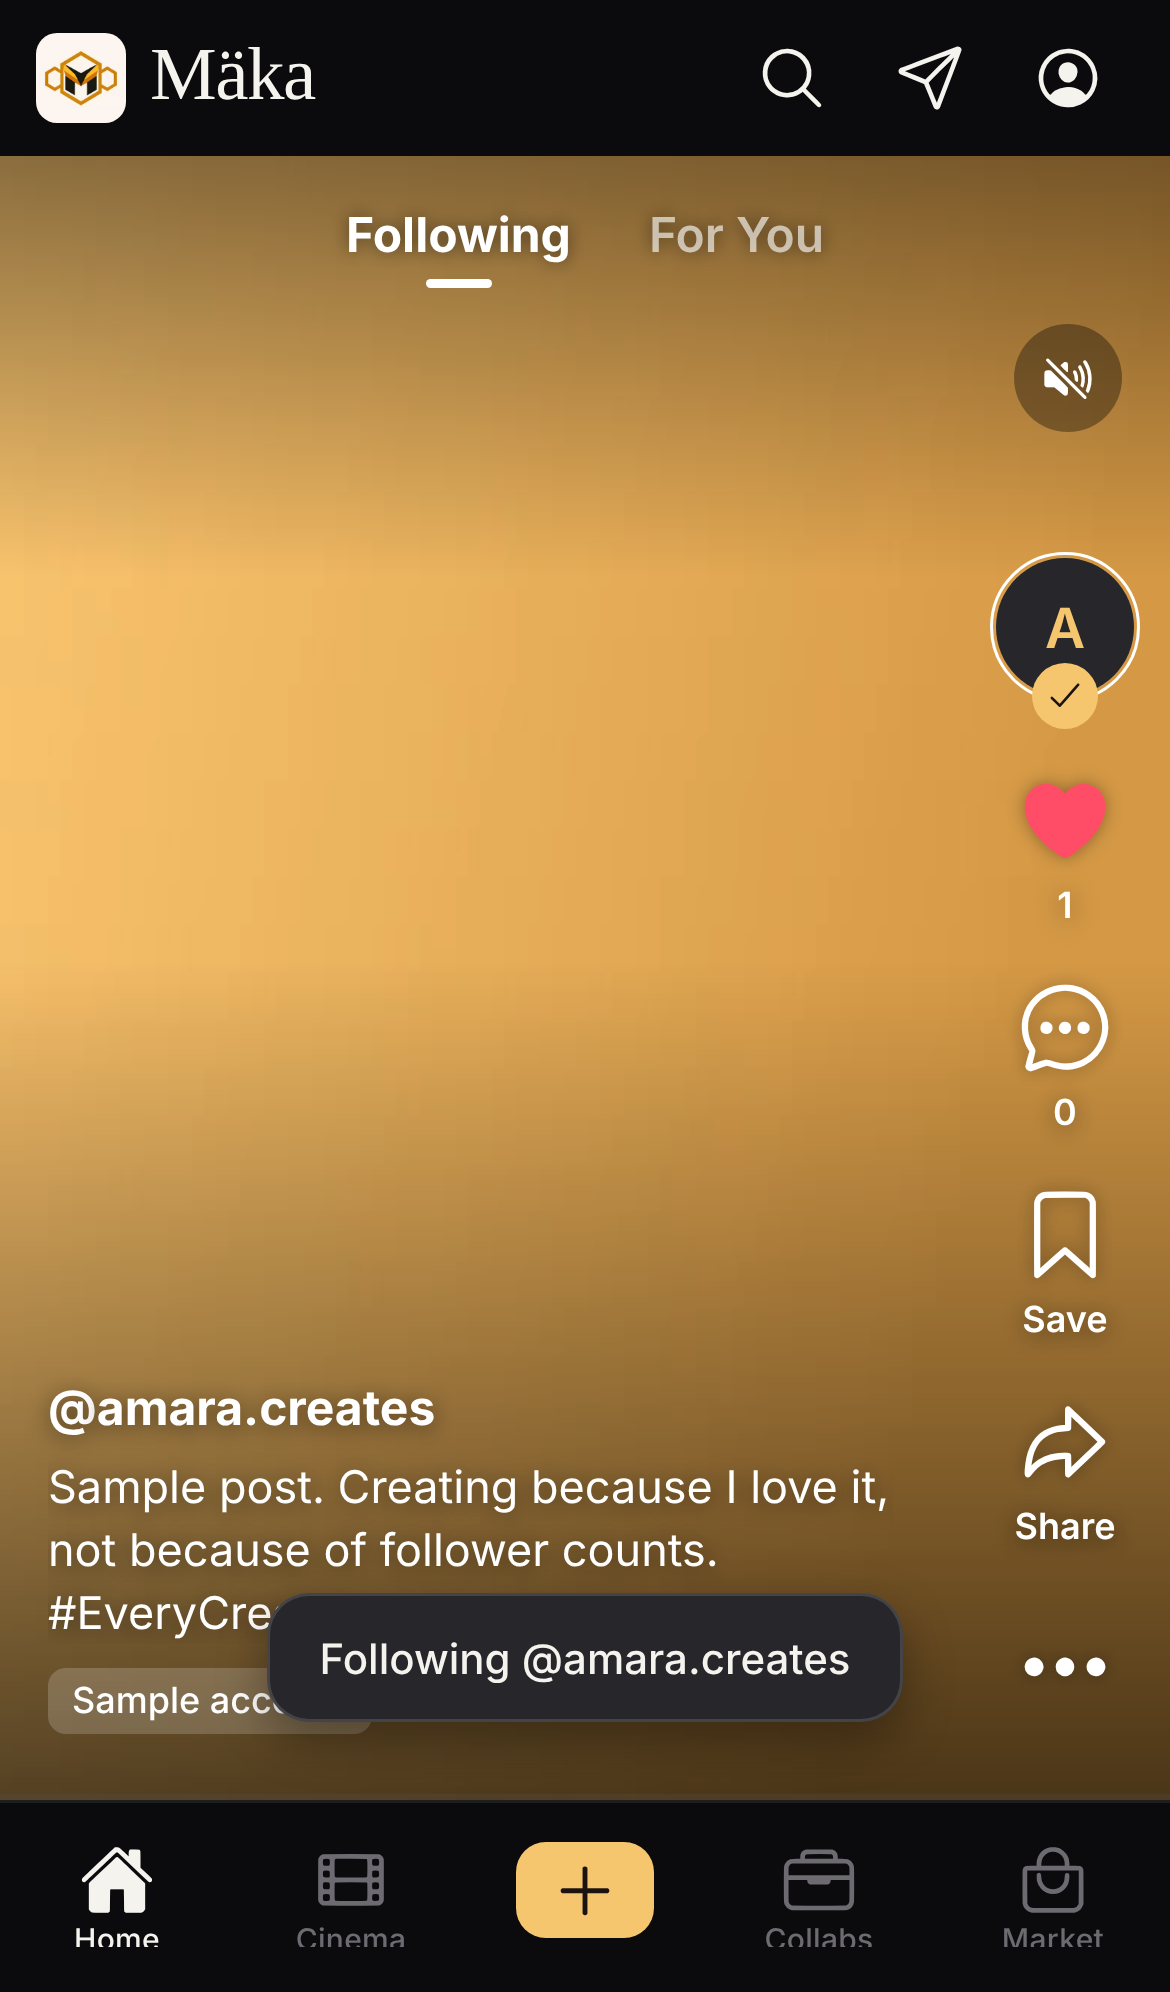 Mäka
Following For You
A
1
0
Save
Share
@amara.creates
Sample post. Creating because I love it,
not because of follower counts.
Following @amara.creates
Sample
Home Cinema Collabs Market